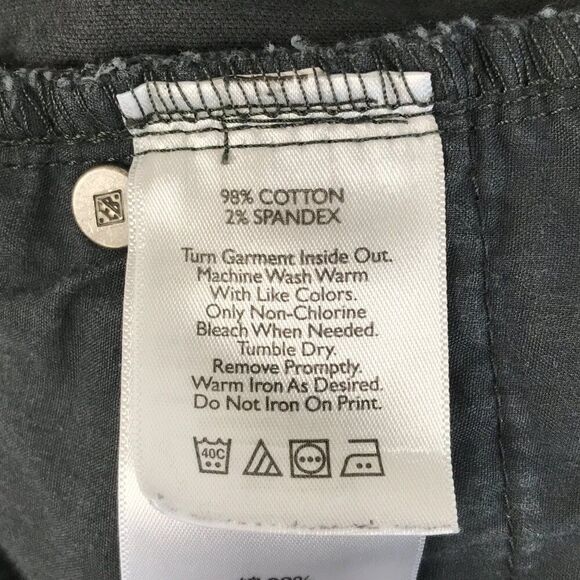 98% COTTON
2% SPANDEX
Turn Garment Inside Out.
Machine Wash Warm
With Like Colors.
Only Non-Chlorine
Bleach When Needed.
Tumble Dry.
Remove Promptly.
Warm Iron As Desired.
Do Not Iron On Print.
40C